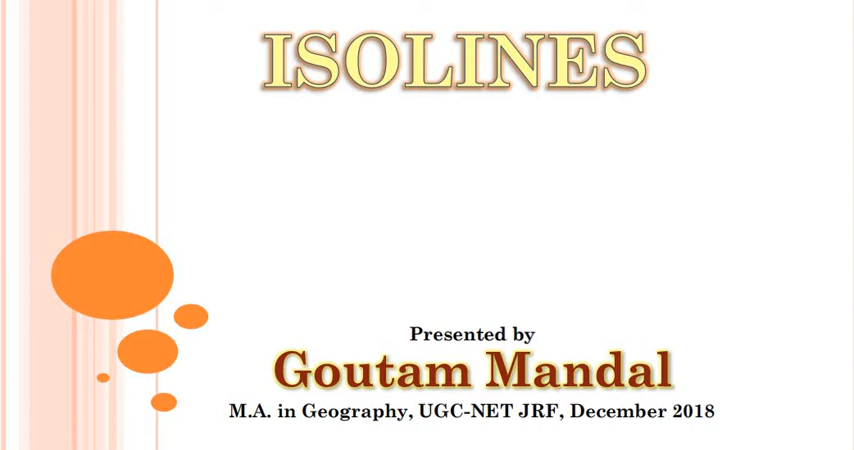 ISOLINES
Presented by
Goutam Mandal
M.A. in Geography, UGC-NET JRF, December 2018